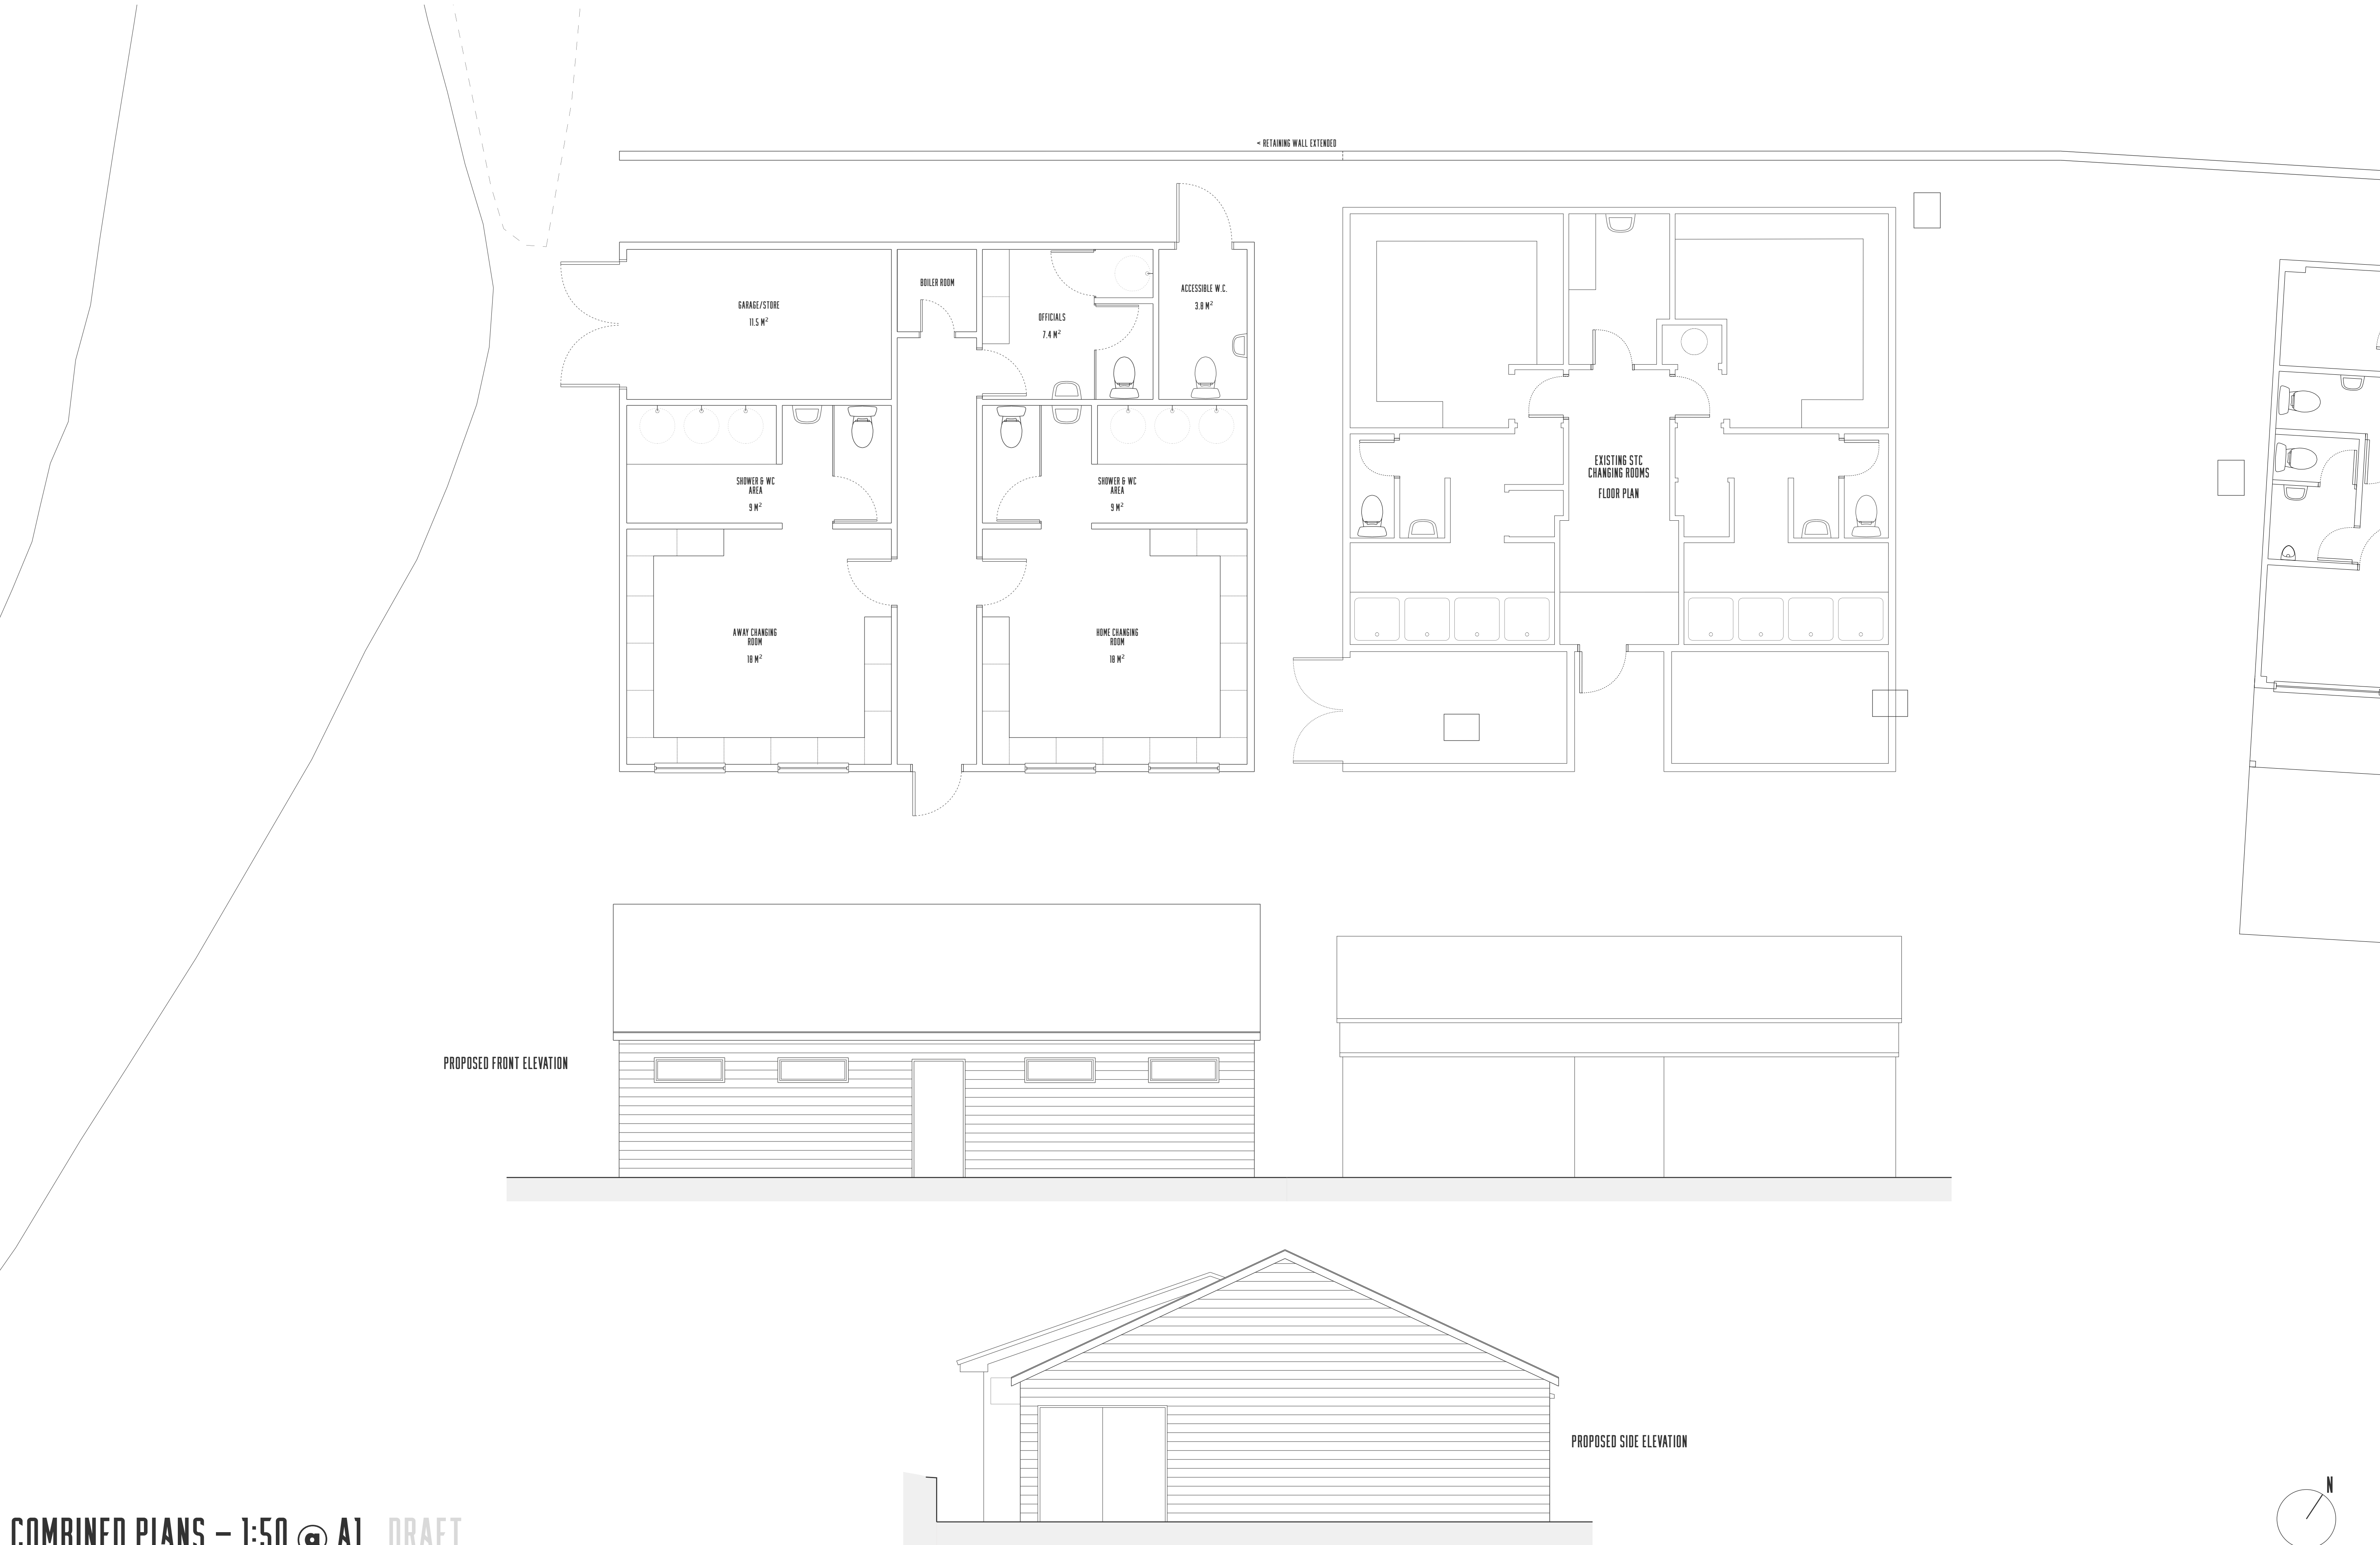 < RETAINING WALL EXTENDED
GARAGE/STORE
11.5 M²
BOILER ROOM
OFFICIALS
7.4 M²
ACCESSIBLE W.C.
3.8 M²
SHOWER & WC
AREA
9 M²
SHOWER & WC
AREA
9 M²
EXISTING STC
CHANGING ROOMS
FLOOR PLAN
AWAY CHANGING
ROOM
18 M²
HOME CHANGING
ROOM
18 M²
PROPOSED FRONT ELEVATION
PROPOSED SIDE ELEVATION
N
COMBINED PLANS – 1:50 @ A1 DRAFT